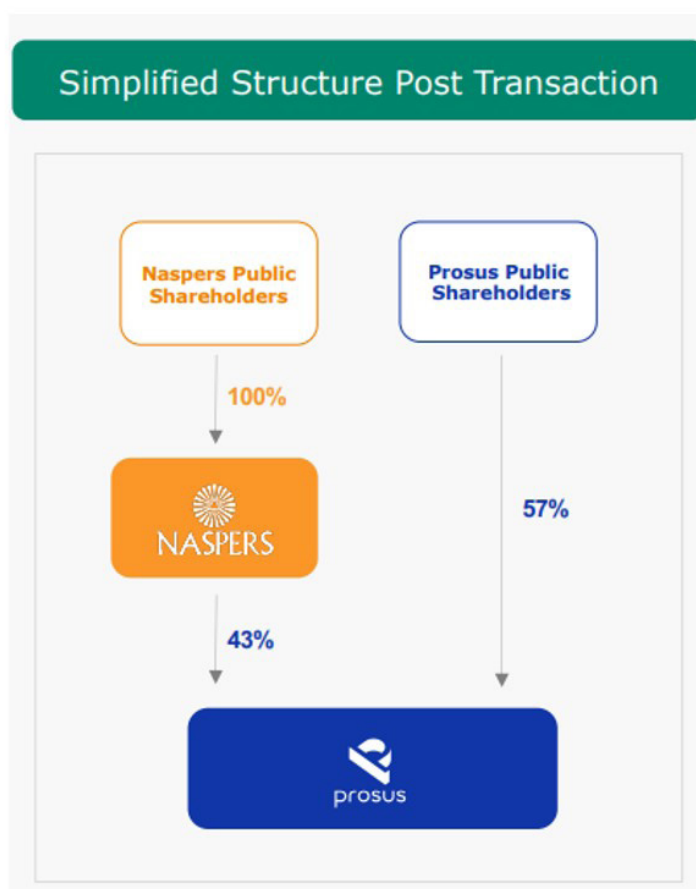 Simplified Structure Post Transaction
Naspers Public
Shareholders
Prosus Public
Shareholders
100%
NASPERS
57%
43%
prosus